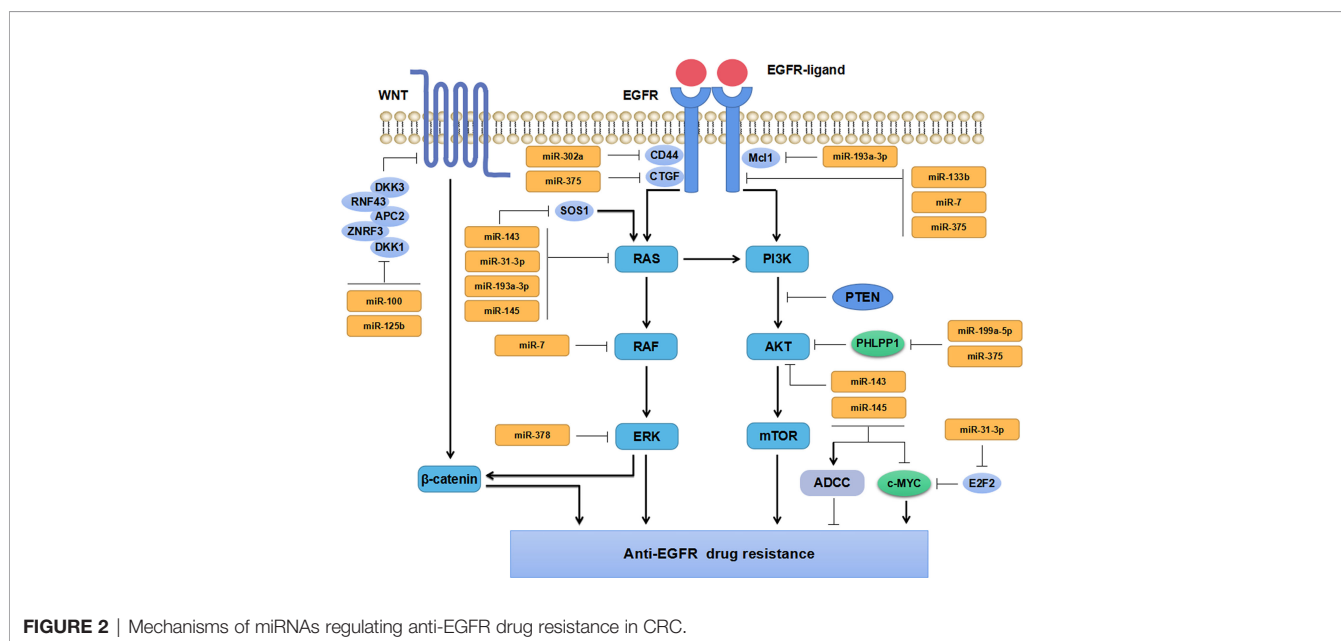 EGFR-ligand
WNT
EGFR
miR-302a
CD44
Mcl1
miR-193a-3p
miR-375
CTGF
miR-133b
miR-7
miR-375
DKK3
RNF43
APC2
ZNRF3
DKK1
SOS1
miR-143
miR-31-3p
miR-193a-3p
miR-145
RAS
PI3K
miR-100
miR-125b
PTEN
miR-7
RAF
AKT
PHLPP1
miR-199a-5p
miR-375
miR-143
miR-145
miR-378
ERK
mTOR
miR-31-3p
β-catenin
ADCC
c-MYC
E2F2
Anti-EGFR drug resistance
FIGURE 2 | Mechanisms of miRNAs regulating anti-EGFR drug resistance in CRC.